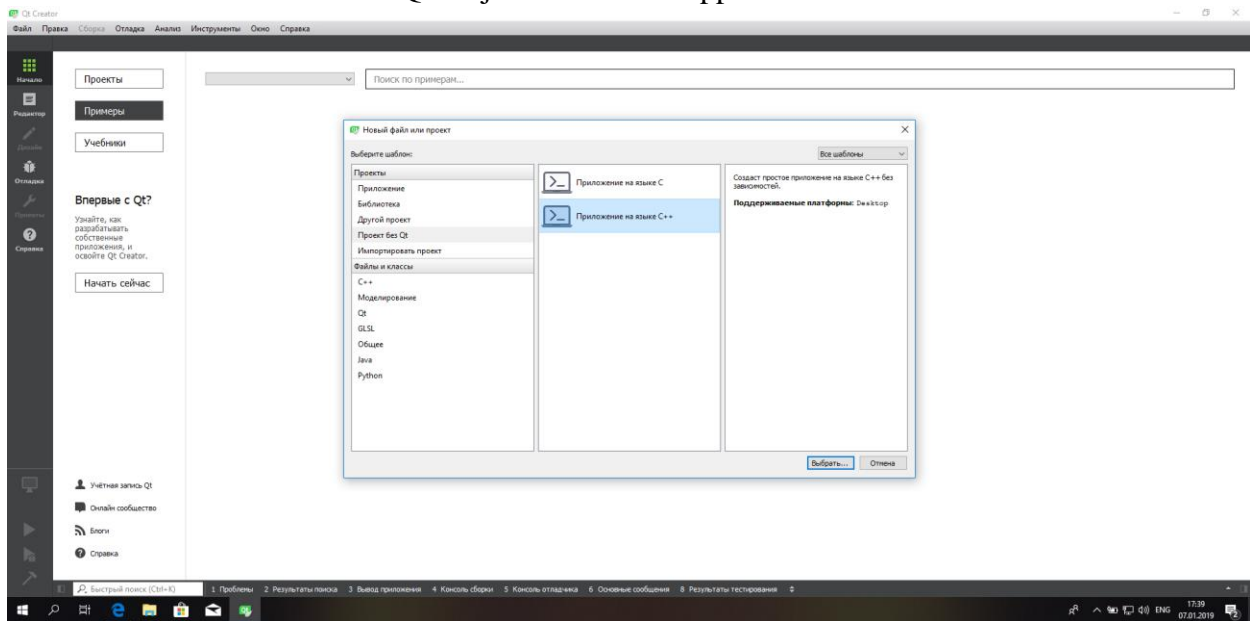 Qt Creator
Файл Правка Сборка Отладка Анализ Инструменты Окно Справка
Начало
Редактор
Дизайн
Отладка
Проекты
Справка
Проекты
Примеры
Учебники
Впервые с Qt?
Узнайте, как
разрабатывать
собственные
приложения, и
освойте Qt Creator.
Начать сейчас
Учётная запись Qt
Онлайн сообщество
Блоги
Справка
Поиск по примерам...
Новый файл или проект
Выберите шаблон:
Все шаблоны
Проекты
Приложение
Библиотека
Другой проект
Проект без Qt
Импортировать проект
Файлы и классы
C++
Моделирование
Qt
GLSL
Общее
Java
Python
Приложение на языке C
Приложение на языке C++
Создаст простое приложение на языке C++ без
зависимостей.
Поддерживаемые платформы: Desktop
Выбрать... Отмена
Быстрый поиск (Ctrl+K) 1 Проблемы 2 Результаты поиска 3 Вывод приложения 4 Консоль сборки 5 Консоль отладчика 6 Основные сообщения 8 Результаты тестирования
ENG 17:39
07.01.2019